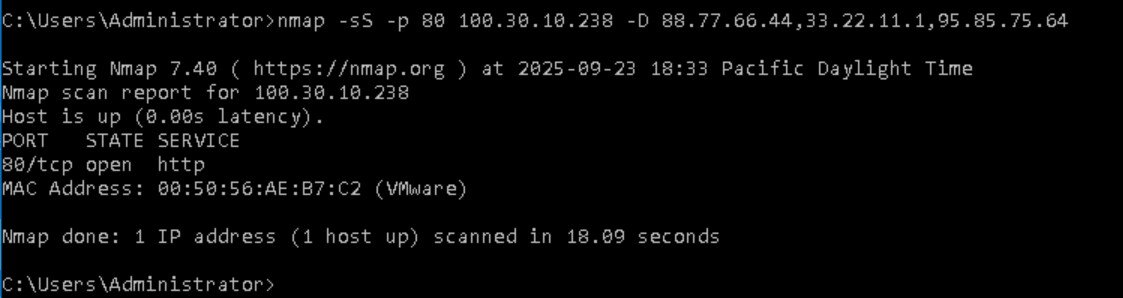 C:\Users\Administrator>nmap -sS -p 80 100.30.10.238 -D 88.77.66.44,33.22.11.1,95.85.75.64
Starting Nmap 7.40 ( https://nmap.org ) at 2025-09-23 18:33 Pacific Daylight Time
Nmap scan report for 100.30.10.238
Host is up (0.00s latency).
PORT   STATE SERVICE
80/tcp open  http
MAC Address: 00:50:56:AE:B7:C2 (VMware)
Nmap done: 1 IP address (1 host up) scanned in 18.09 seconds
C:\Users\Administrator>